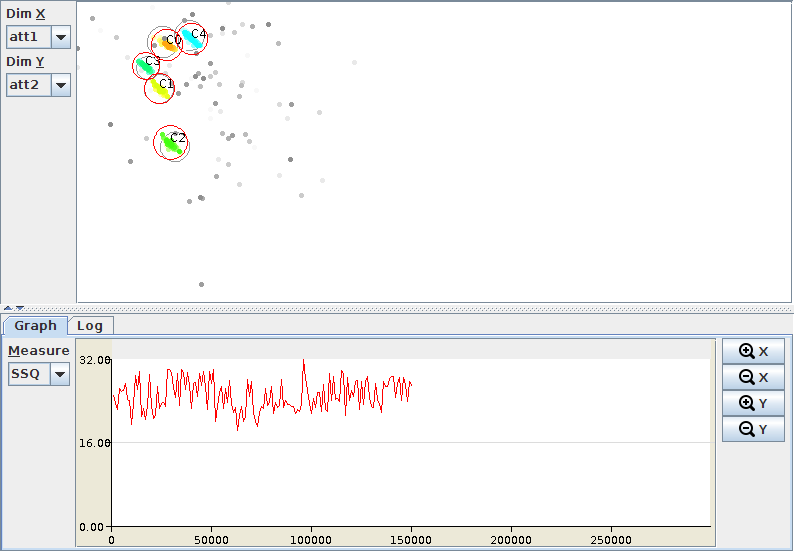 Dim X
att1
Dim Y
att2
C0
C4
C3
C1
C2
Graph
Log
Measure
SSQ
32.00
16.00
0.00
0
50000
100000
150000
200000
250000
X
X
Y
Y